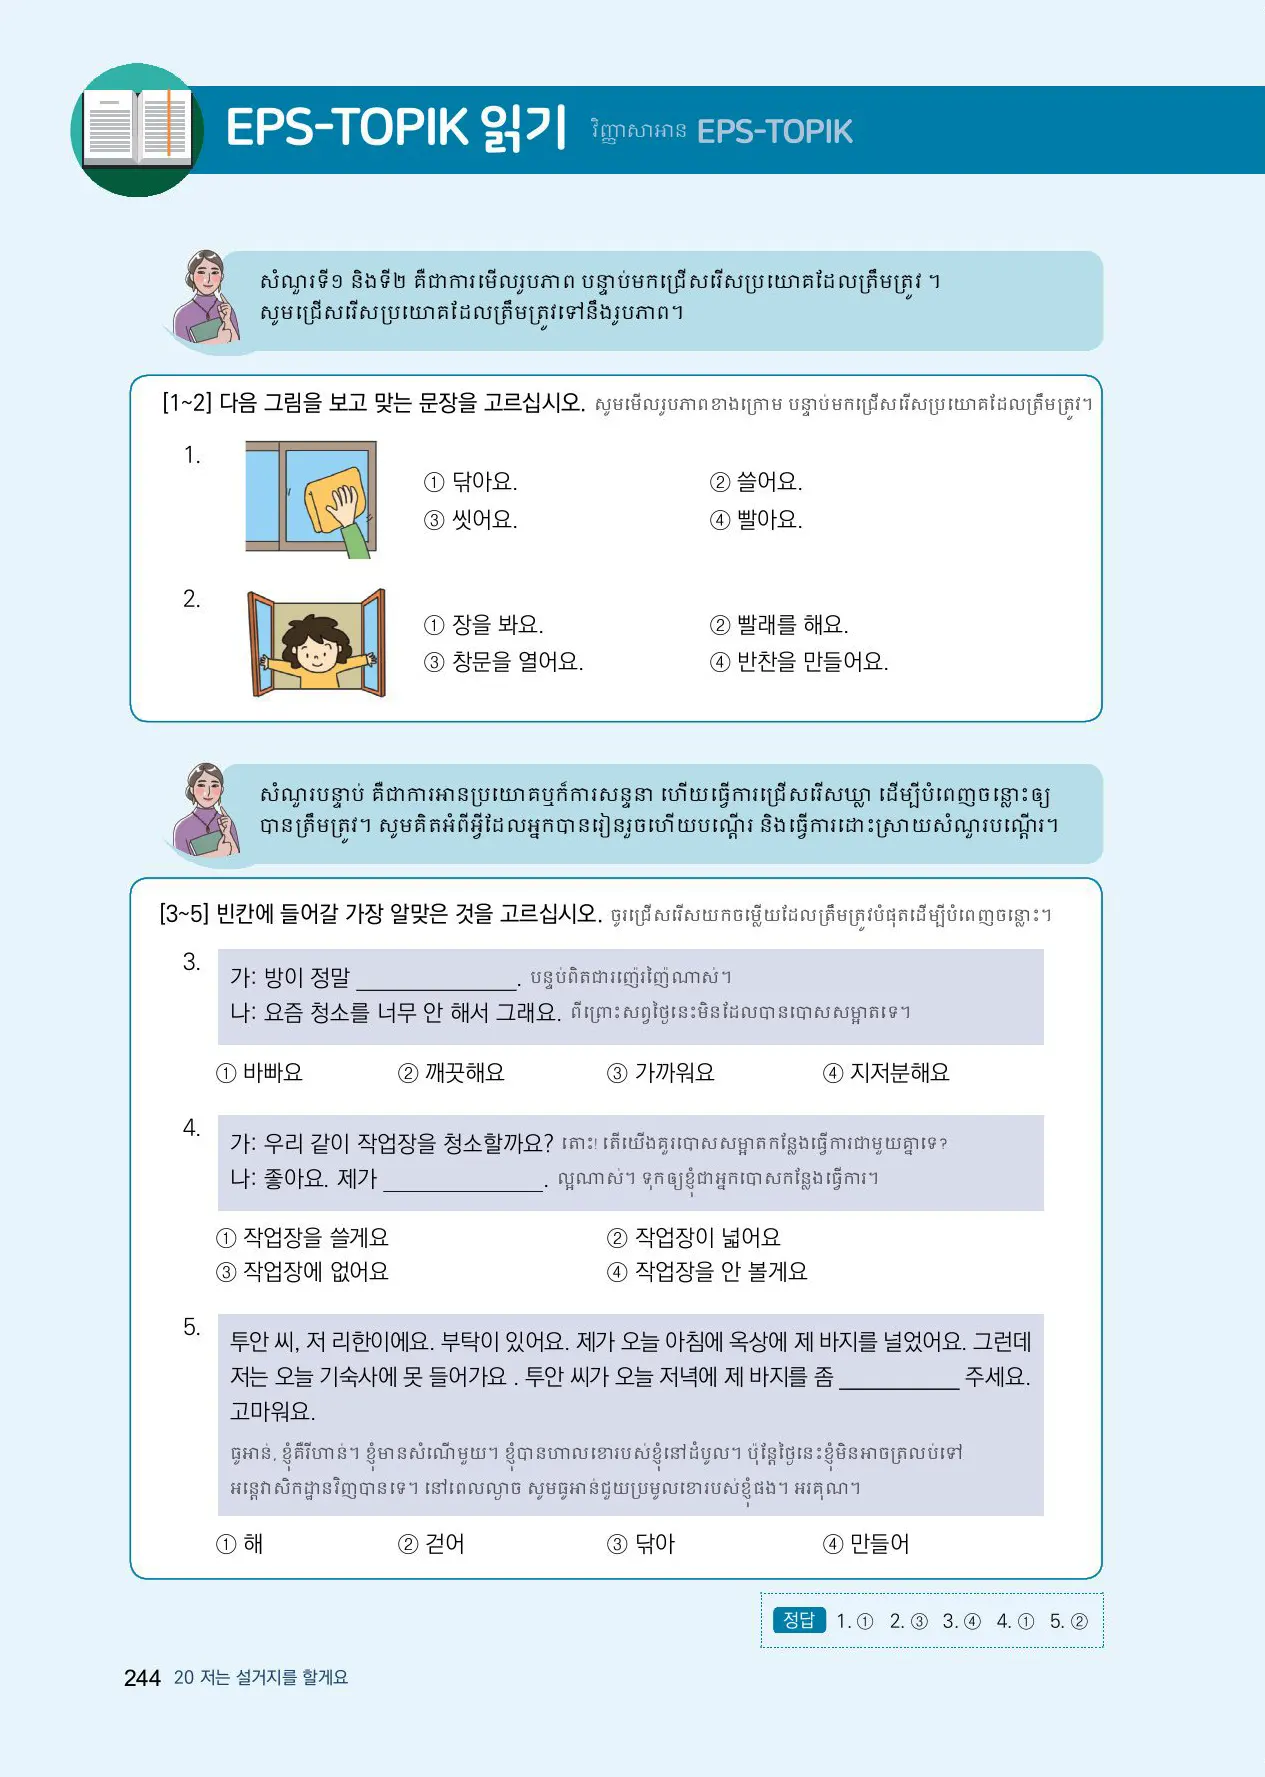 EPS-TOPIK 읽기 វិញ្ញាសាអាន EPS-TOPIK
សំណួរទី១ និងទី២ គឺជាការមើលរូបភាព បន្ទាប់មកជ្រើសរើសប្រយោគដែលត្រឹមត្រូវ ។
សូមជ្រើសរើសប្រយោគដែលត្រឹមត្រូវទៅនឹងរូបភាព។
[1~2] 다음 그림을 보고 맞는 문장을 고르십시오. សូមមើលរូបភាពខាងក្រោម បន្ទាប់មកជ្រើសរើសប្រយោគដែលត្រឹមត្រូវ។
1.
① 닦아요. ② 쓸어요.
③ 씻어요. ④ 빨아요.
2.
① 장을 봐요. ② 빨래를 해요.
③ 창문을 열어요. ④ 반찬을 만들어요.
សំណួរបន្ទាប់ គឺជាការអានប្រយោគឬក៏ការសន្ទនា ហើយធ្វើការជ្រើសរើសឃ្លា ដើម្បីបំពេញចន្លោះឲ្យ
បានត្រឹមត្រូវ។ សូមគិតអំពីអ្វីដែលអ្នកបានរៀនរួចហើយបណ្តើរ និងធ្វើការដោះស្រាយសំណួរបណ្តើរ។
[3~5] 빈칸에 들어갈 가장 알맞은 것을 고르십시오. ចូរជ្រើសរើសយកចម្លើយដែលត្រឹមត្រូវបំផុតដើម្បីបំពេញចន្លោះ។
3.
가: 방이 정말 ______________. បន្ទប់ពិតជារញ៉េរញ៉ៃណាស់។
나: 요즘 청소를 너무 안 해서 그래요. ពីព្រោះសព្វថ្ងៃនេះមិនដែលបានបោសសម្អាតទេ។
① 바빠요 ② 깨끗해요 ③ 가까워요 ④ 지저분해요
4.
가: 우리 같이 작업장을 청소할까요? តោះ! តើយើងគួរបោសសម្អាតកន្លែងធ្វើការជាមួយគ្នាទេ?
나: 좋아요. 제가 ______________. ល្អណាស់។ ទុកឲ្យខ្ញុំជាអ្នកបោសកន្លែងធ្វើការ។
① 작업장을 쓸게요 ② 작업장이 넓어요
③ 작업장에 없어요 ④ 작업장을 안 볼게요
5.
투안 씨, 저 리한이에요. 부탁이 있어요. 제가 오늘 아침에 옥상에 제 바지를 널었어요. 그런데
저는 오늘 기숙사에 못 들어가요 . 투안 씨가 오늘 저녁에 제 바지를 좀 __________ 주세요.
고마워요.
ធូអាន់, ខ្ញុំគឺរីហាន់។ ខ្ញុំមានសំណើមួយ។ ខ្ញុំបានហាលខោរបស់ខ្ញុំនៅដំបូល។ ប៉ុន្តែថ្ងៃនេះខ្ញុំមិនអាចត្រលប់ទៅ
អន្តេវាសិកដ្ឋានវិញបានទេ។ នៅពេលល្ងាច សូមធូអាន់ជួយប្រមូលខោរបស់ខ្ញុំផង។ អរគុណ។
① 해 ② 걷어 ③ 닦아 ④ 만들어
정답 1. ① 2. ③ 3. ④ 4. ① 5. ②
244 20 저는 설거지를 할게요